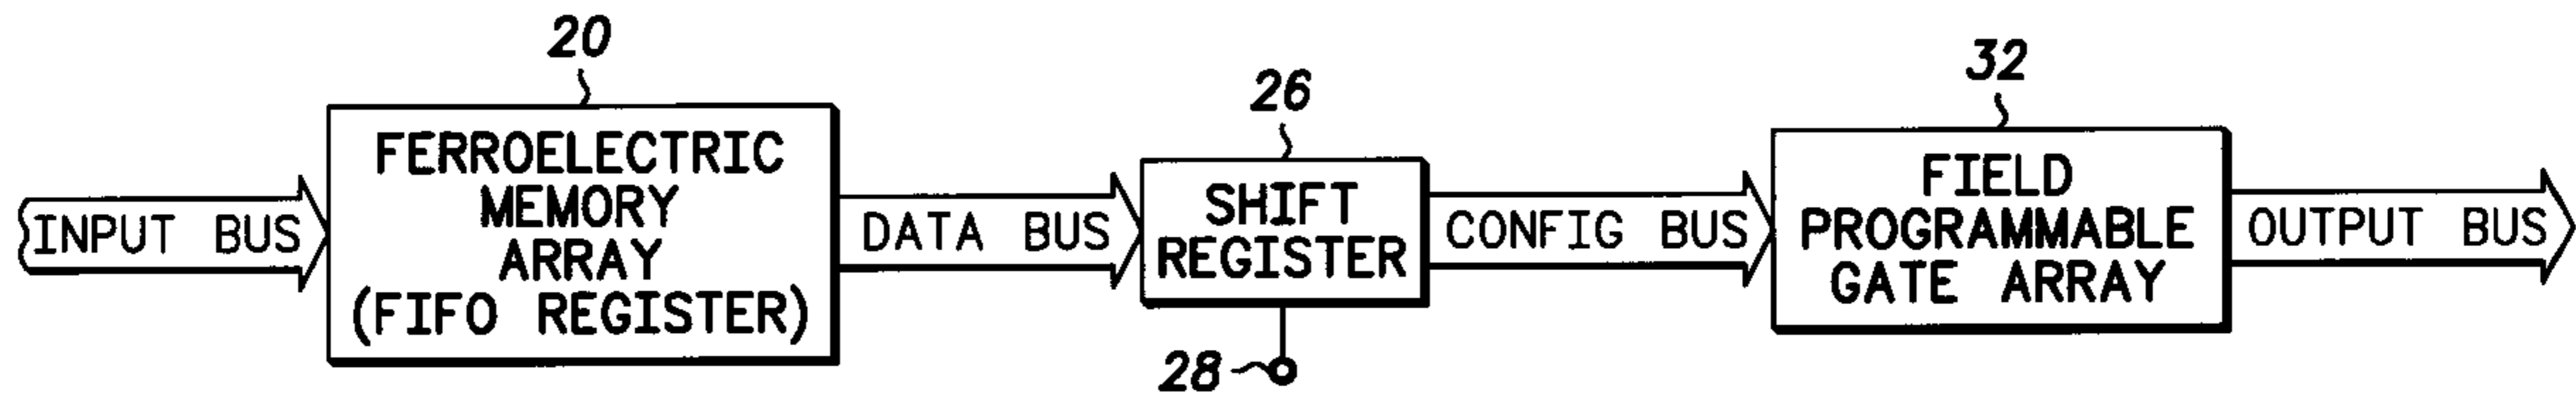 20
26
32
INPUT BUS
FERROELECTRIC
MEMORY
ARRAY
(FIFO REGISTER)
DATA BUS
SHIFT
REGISTER
28
CONFIG BUS
FIELD
PROGRAMMABLE
GATE ARRAY
OUTPUT BUS